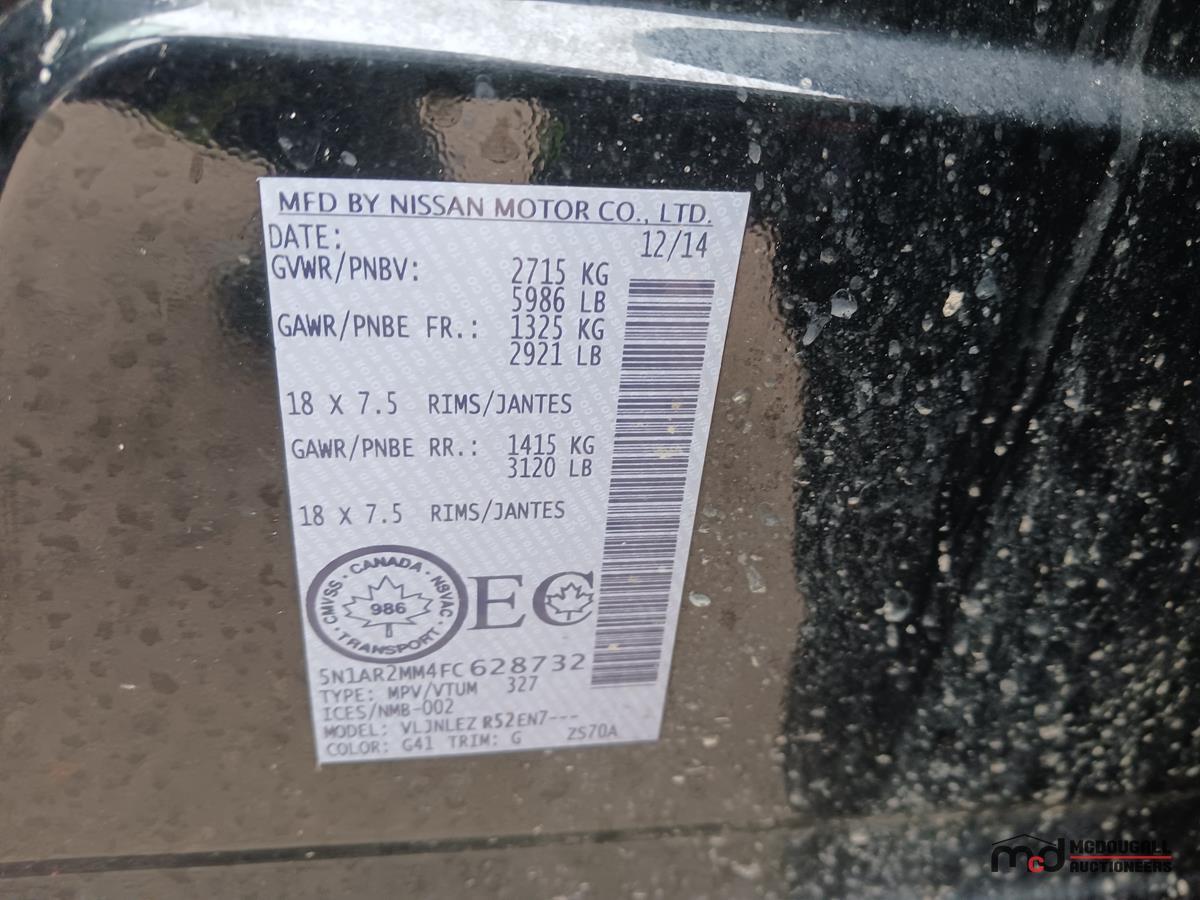 MFD BY NISSAN MOTOR CO., LTD.
DATE: 12/14
GVWR/PNBV: 2715 KG
5986 LB
GAWR/PNBE FR.: 1325 KG
2921 LB
18 X 7.5 RIMS/JANTES
GAWR/PNBE RR.: 1415 KG
3120 LB
18 X 7.5 RIMS/JANTES
CMVSS · CANADA · NSVAC · TRANSPORT ·
986
EC
5N1AR2MM4FC628732
TYPE: MPV/VTUM 327
ICES/NMB-002
MODEL: VLJNLEZ R52EN7---
COLOR: G41 TRIM: G ZS70A
mcd MCDOUGALL
AUCTIONEERS